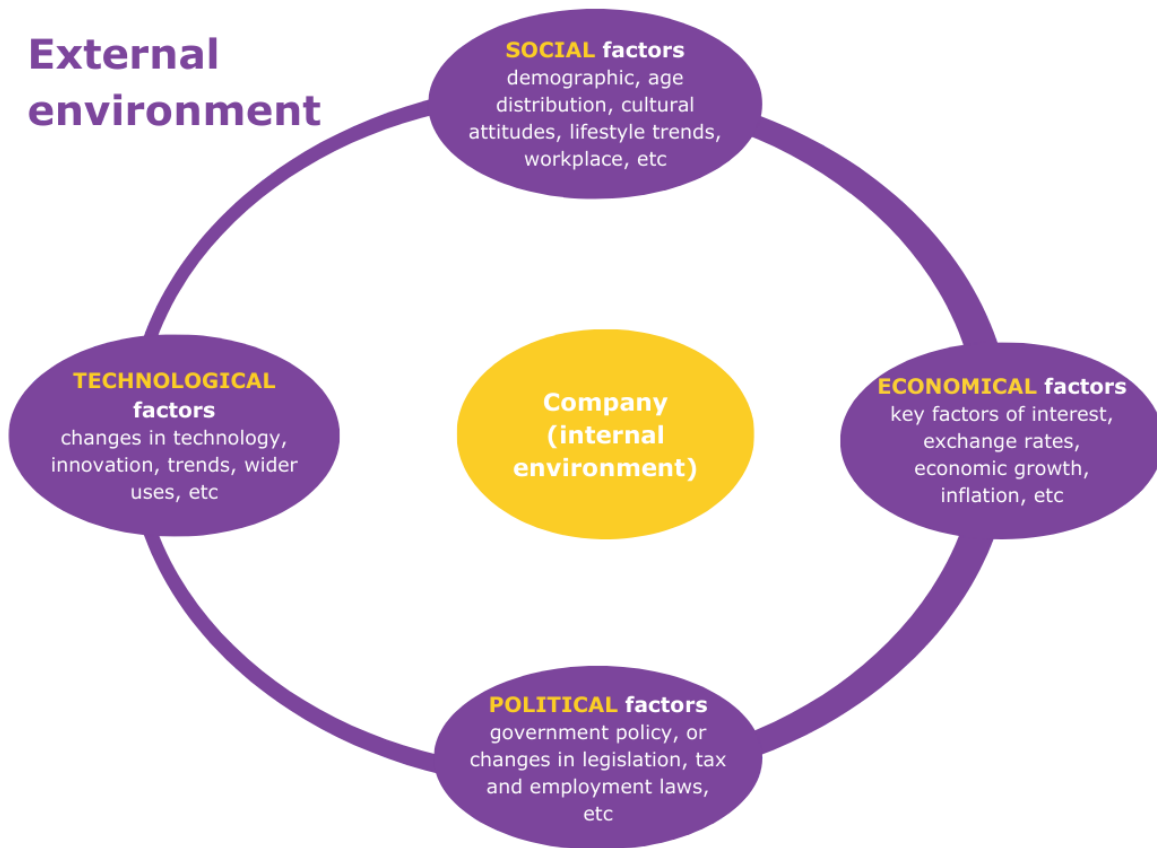 External
environment
SOCIAL factors
demographic, age
distribution, cultural
attitudes, lifestyle trends,
workplace, etc
TECHNOLOGICAL
factors
changes in technology,
innovation, trends, wider
uses, etc
Company
(internal
environment)
ECONOMICAL factors
key factors of interest,
exchange rates,
economic growth,
inflation, etc
POLITICAL factors
government policy, or
changes in legislation, tax
and employment laws,
etc